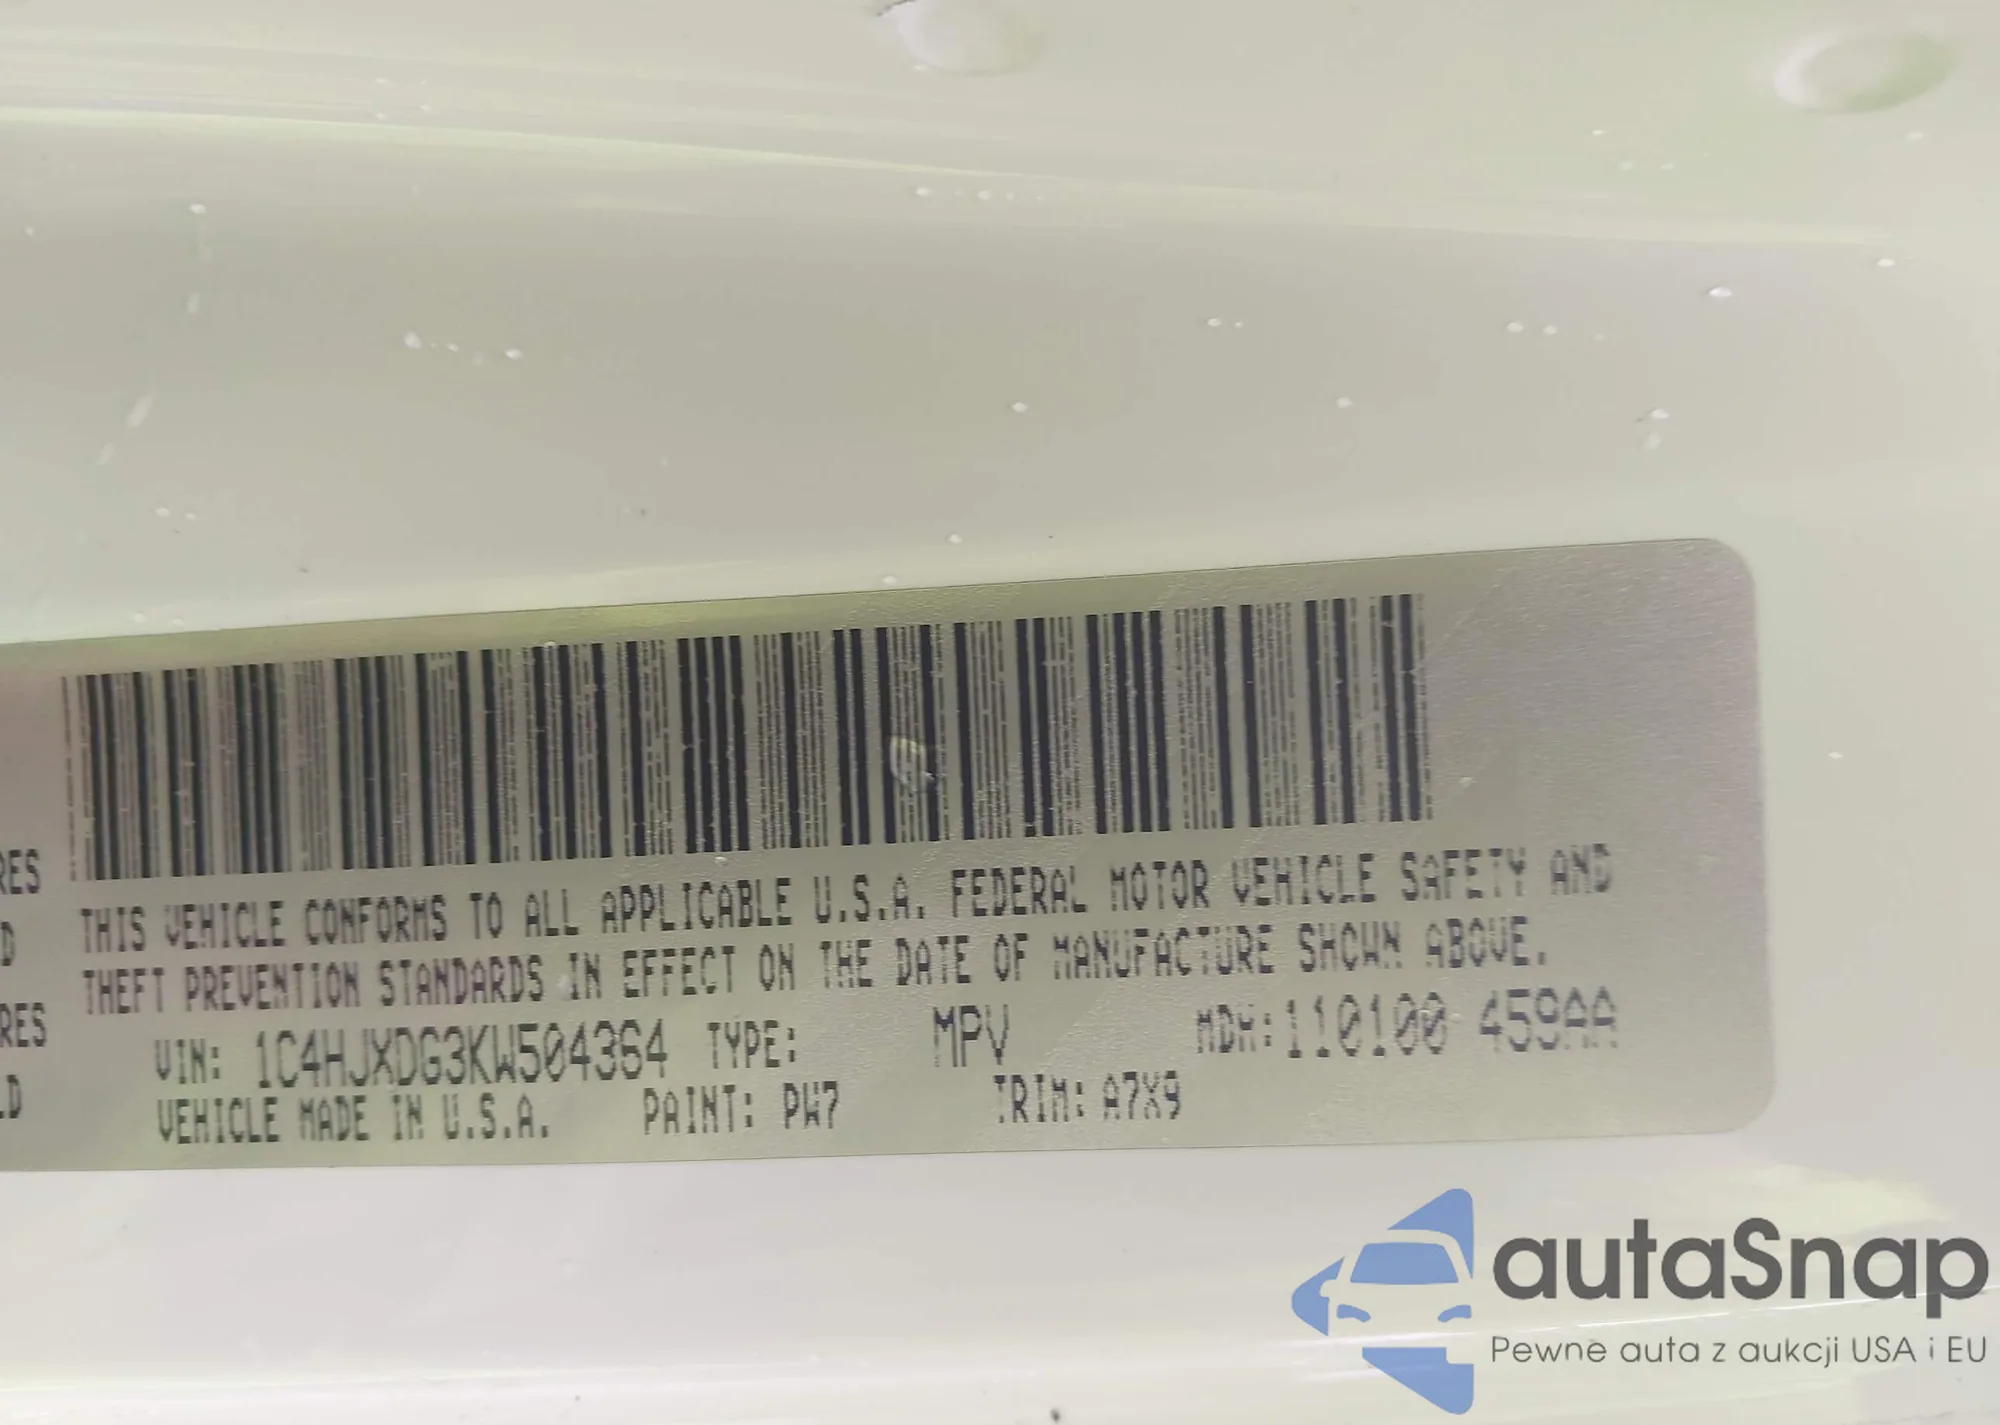 RES
D
RES
LD
THIS VEHICLE CONFORMS TO ALL APPLICABLE U.S.A. FEDERAL MOTOR VEHICLE SAFETY AND
THEFT PREVENTION STANDARDS IN EFFECT ON THE DATE OF MANUFACTURE SHOWN ABOVE.
VIN: 1C4HJXDG3KW504364 TYPE: MPV MDH: 110100 459AA
VEHICLE MADE IN U.S.A. PAINT: PW7 TRIM: A7X9
autaSnap
Pewne auta z aukcji USA i EU